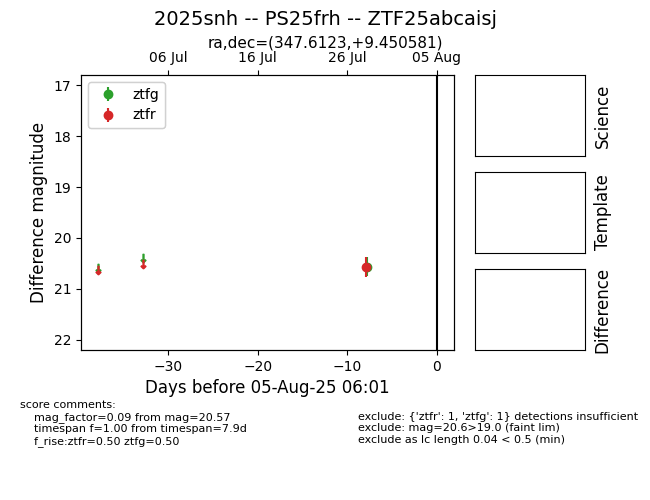 2025snh -- PS25frh -- ZTF25abcaisj
ra,dec=(347.6123,+9.450581)
06 Jul 16 Jul 26 Jul 05 Aug
ztfg
ztfr
17
18
19
20
21
22
Difference magnitude
−30 −20 −10 0
Days before 05-Aug-25 06:01
Science
Template
Difference
score comments:
mag_factor=0.09 from mag=20.57
timespan f=1.00 from timespan=7.9d
f_rise:ztfr=0.50 ztfg=0.50
exclude: {'ztfr': 1, 'ztfg': 1} detections insufficient
exclude: mag=20.6>19.0 (faint lim)
exclude as lc length 0.04 < 0.5 (min)